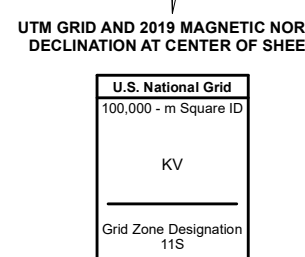 UTM GRID AND 2019 MAGNETIC NOR
DECLINATION AT CENTER OF SHEE
U.S. National Grid
100,000 - m Square ID
KV
Grid Zone Designation
11S